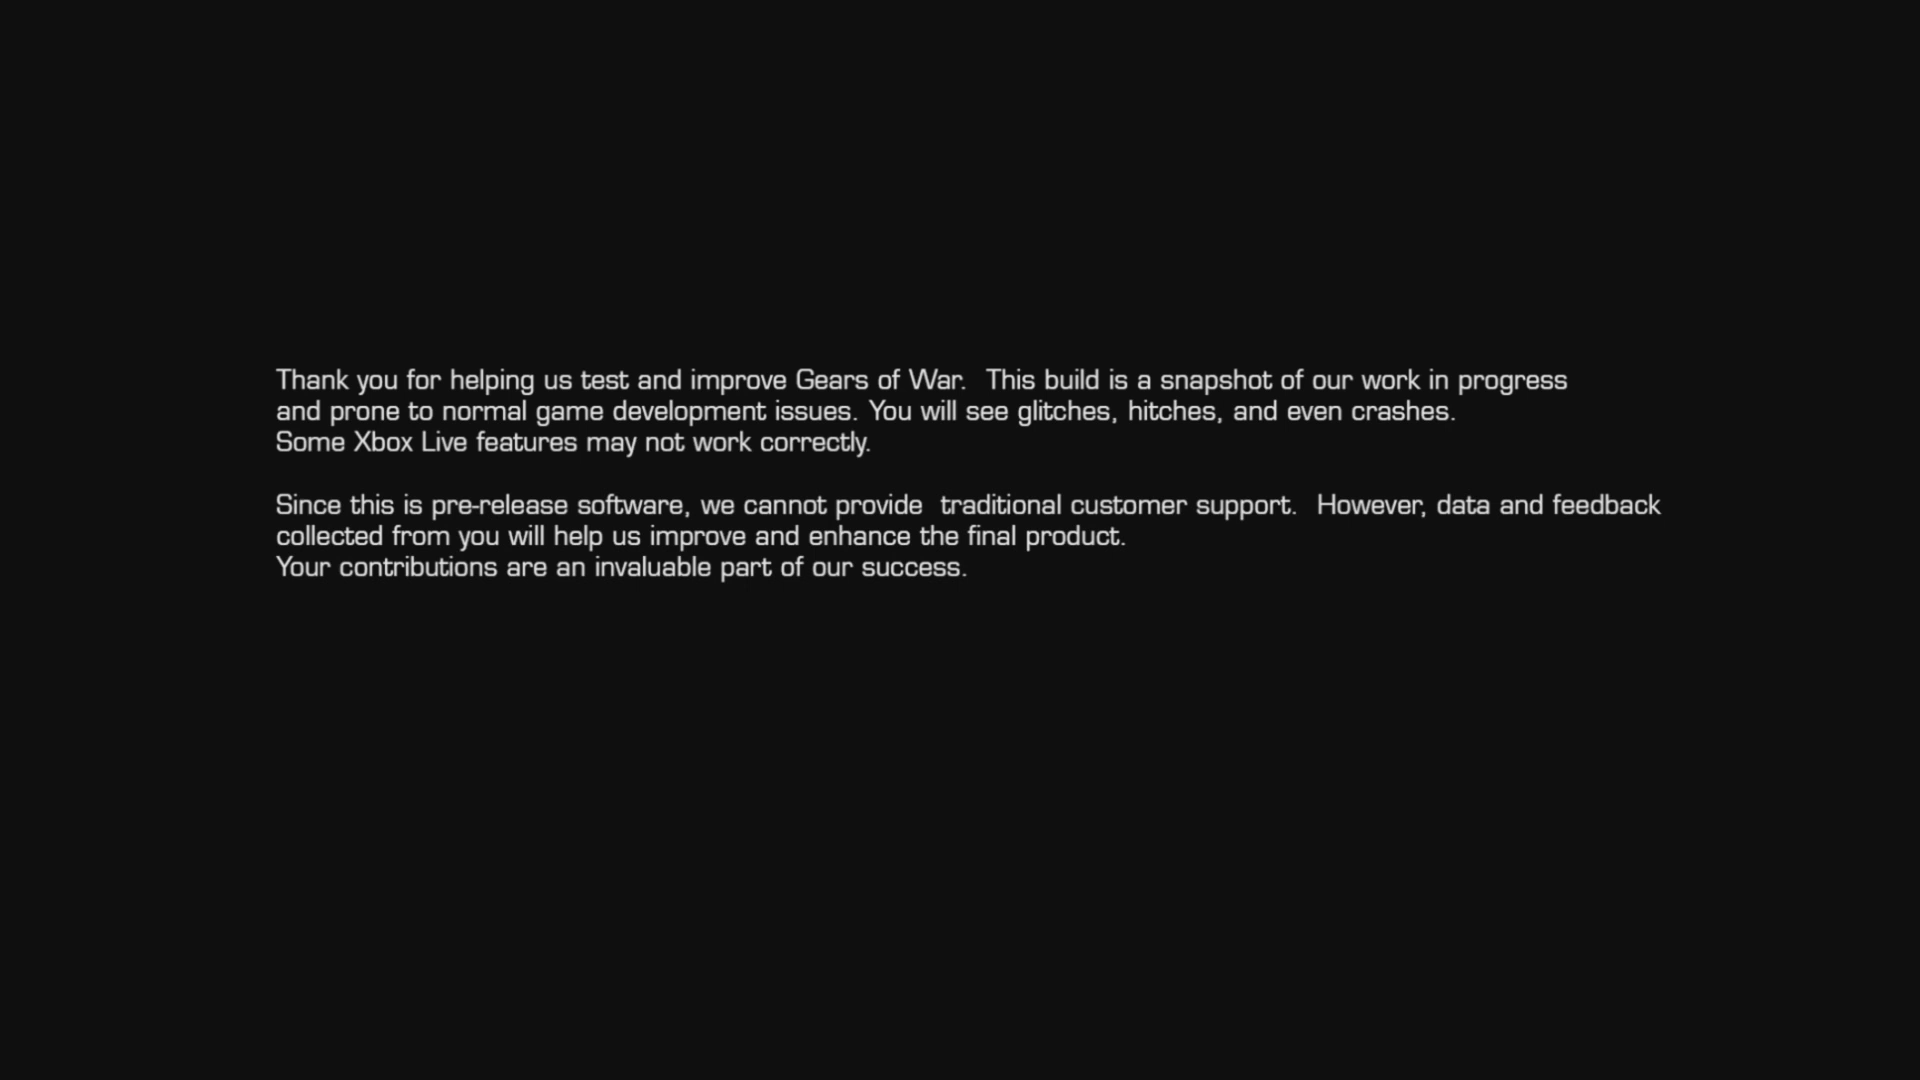 Thank you for helping us test and improve Gears of War.  This build is a snapshot of our work in progress
and prone to normal game development issues. You will see glitches, hitches, and even crashes.
Some Xbox Live features may not work correctly.
Since this is pre-release software, we cannot provide  traditional customer support.  However, data and feedback
collected from you will help us improve and enhance the final product.
Your contributions are an invaluable part of our success.